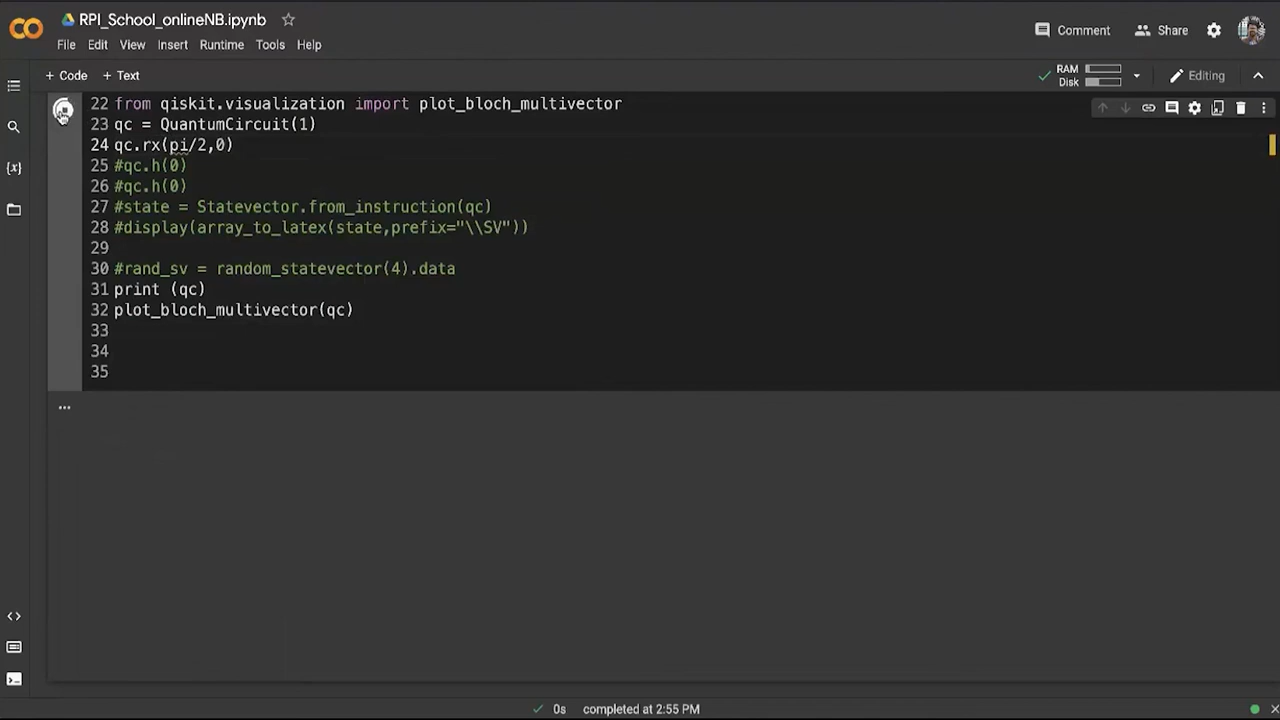 RPI_School_onlineNB.ipynb
File Edit View Insert Runtime Tools Help
Comment Share
+ Code + Text
RAM
Disk
Editing
22 from qiskit.visualization import plot_bloch_multivector
23 qc = QuantumCircuit(1)
24 qc.rx(pi/2,0)
25 #qc.h(0)
26 #qc.h(0)
27 #state = Statevector.from_instruction(qc)
28 #display(array_to_latex(state,prefix="\\SV"))
29
30 #rand_sv = random_statevector(4).data
31 print (qc)
32 plot_bloch_multivector(qc)
33
34
35
...
0s completed at 2:55 PM